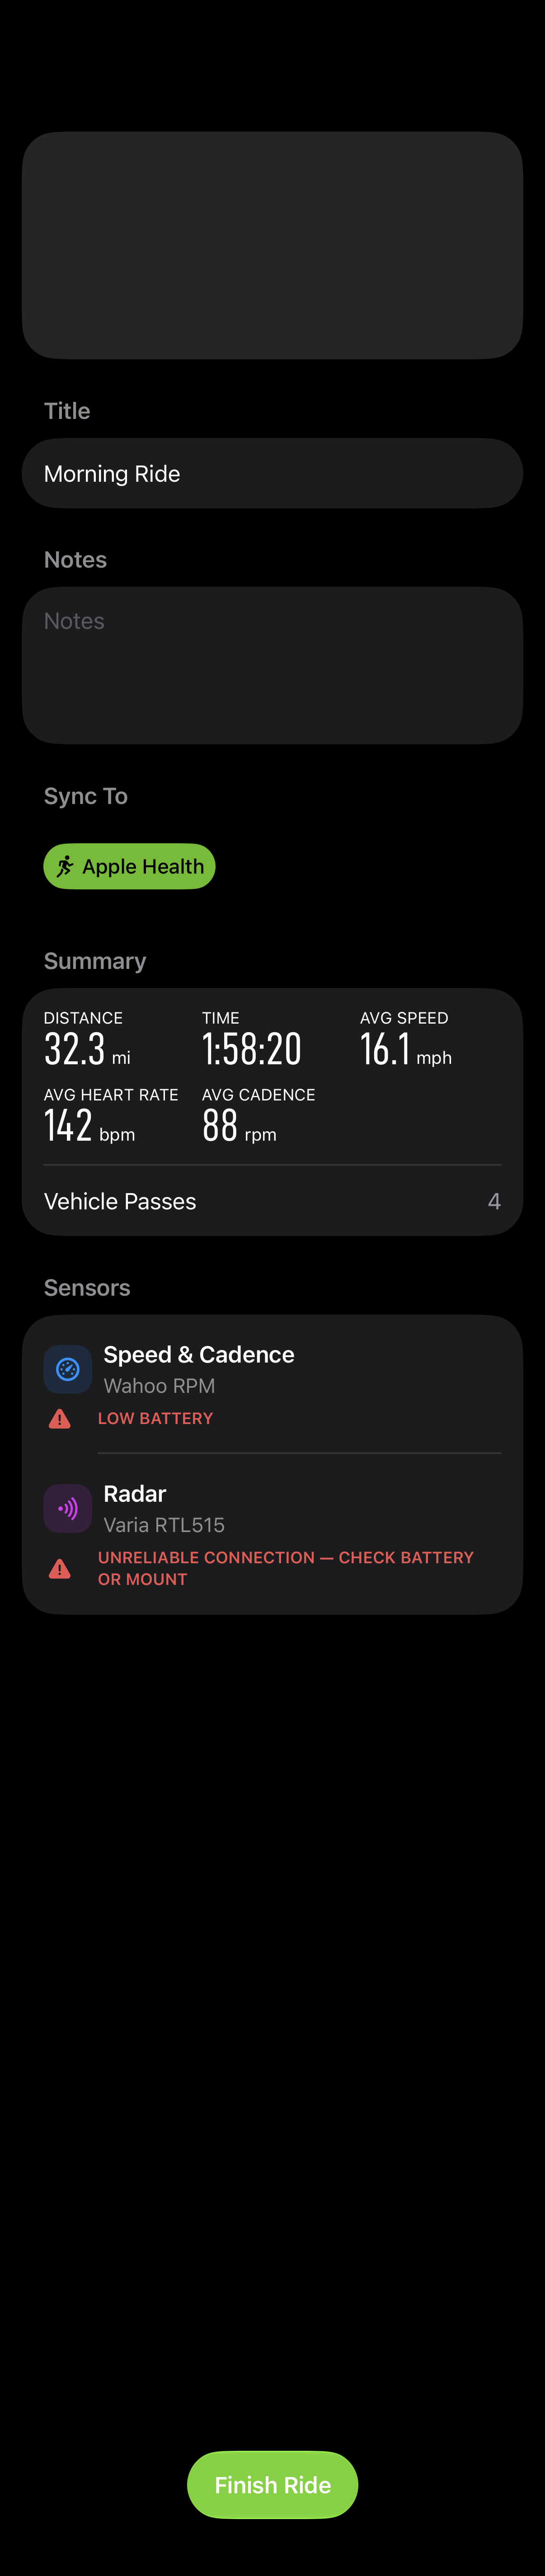 Title
Morning Ride
Notes
Notes
Sync To
Apple Health
Summary
DISTANCE TIME AVG SPEED
32.3 mi 1:58:20 16.1 mph
AVG HEART RATE AVG CADENCE
142 bpm 88 rpm
Vehicle Passes 4
Sensors
Speed & Cadence
Wahoo RPM
LOW BATTERY
Radar
Varia RTL515
UNRELIABLE CONNECTION — CHECK BATTERY
OR MOUNT
Finish Ride